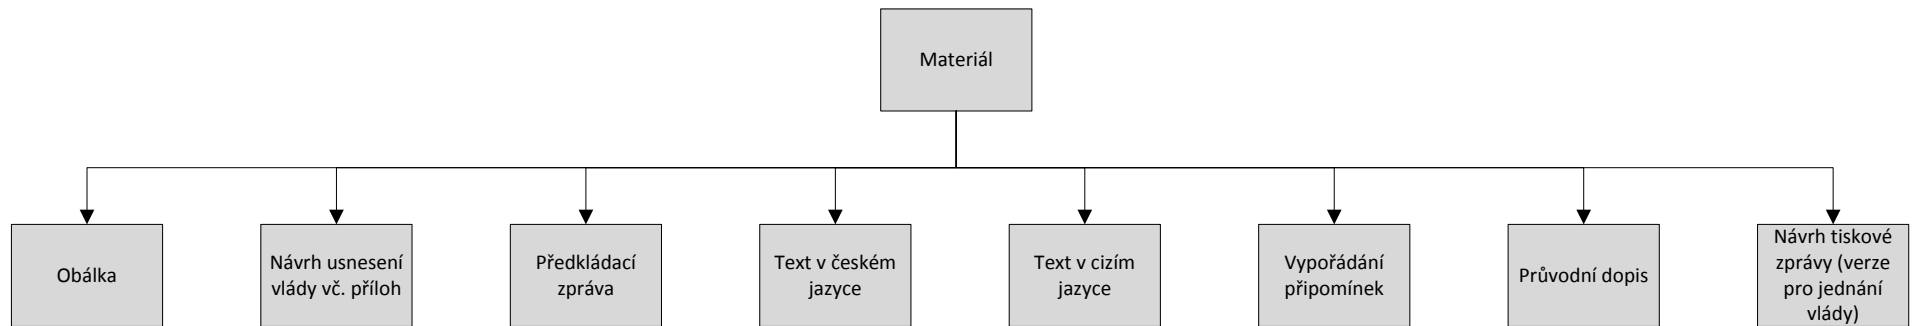 Materiál
Obálka
Návrh usnesení
vlády vč. příloh
Předkládací
zpráva
Text v českém
jazyce
Text v cizím
jazyce
Vypořádání
připomínek
Průvodní dopis
Návrh tiskové
zprávy (verze
pro jednání
vlády)